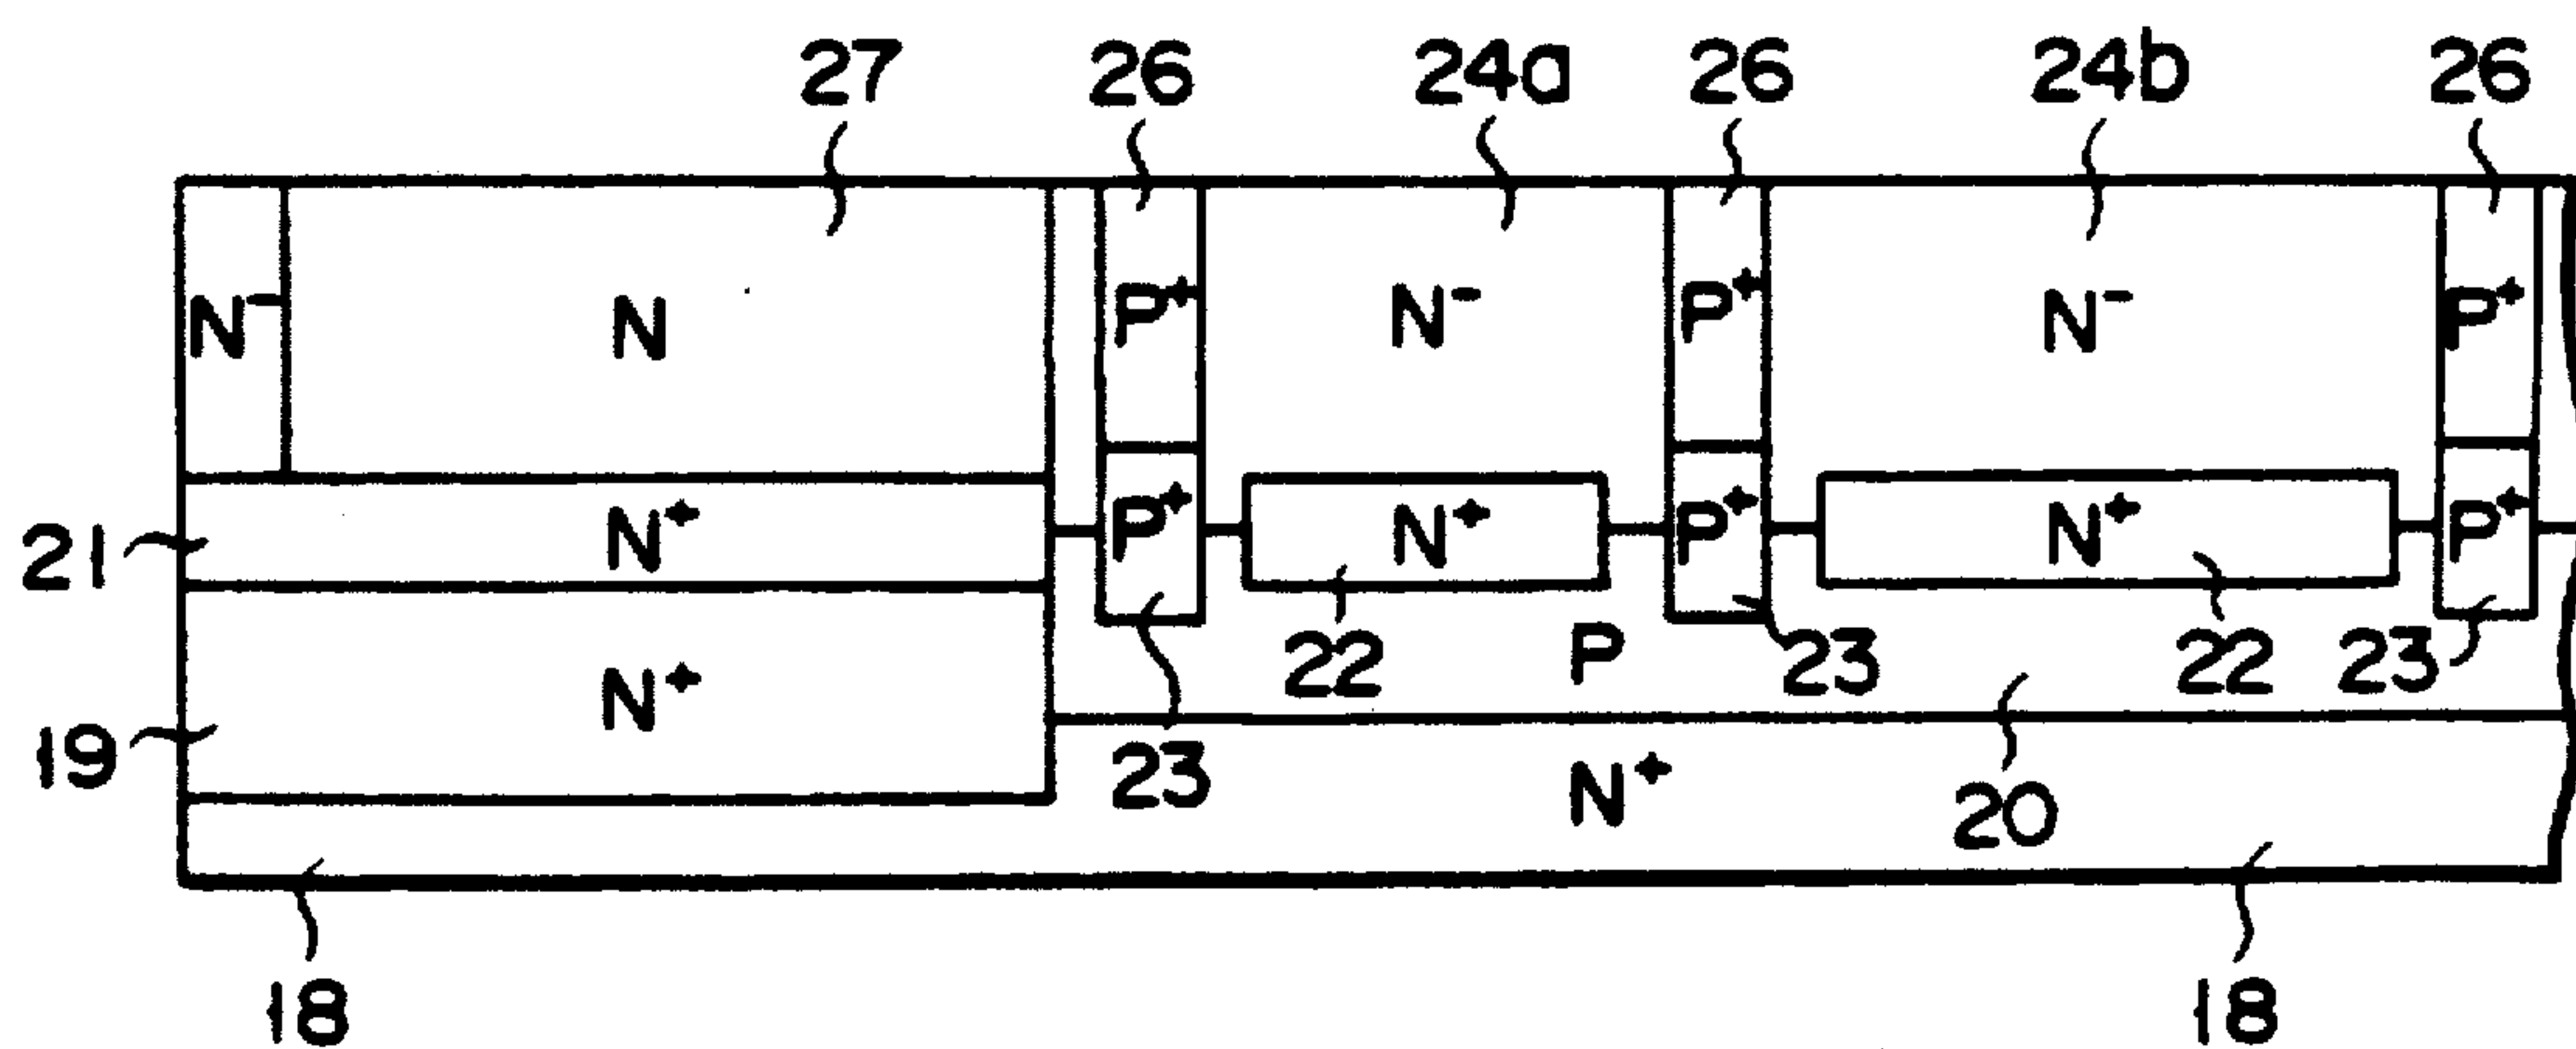 27 26 24a 26 24b 26
N⁻ N P⁺ N⁻ P⁺ N⁻ P⁺
21 N⁺ P⁺ N⁺ P⁺ N⁺ P⁺
22 P 23 22 23
19 N⁺ 23 N⁺ 20
18 18